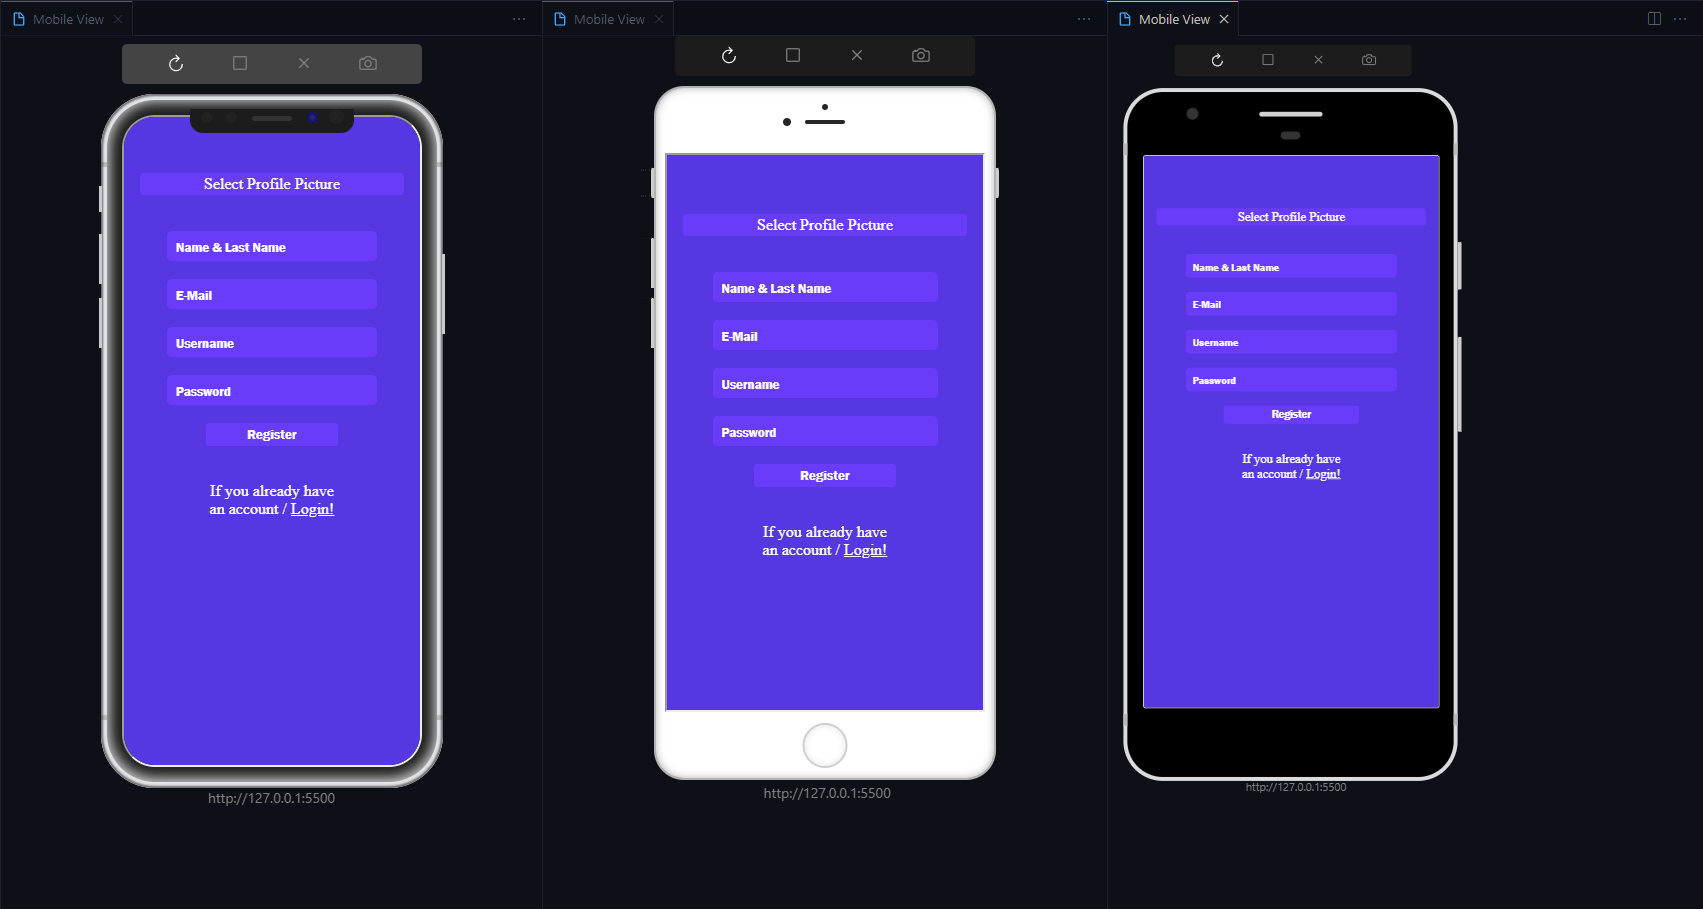 Mobile View
Select Profile Picture
Name & Last Name
E-Mail
Username
Password
Register
If you already have
an account / Login!
http://127.0.0.1:5500
Mobile View
Select Profile Picture
Name & Last Name
E-Mail
Username
Password
Register
If you already have
an account / Login!
http://127.0.0.1:5500
Mobile View
Select Profile Picture
Name & Last Name
E-Mail
Username
Password
Register
If you already have
an account / Login!
http://127.0.0.1:5500